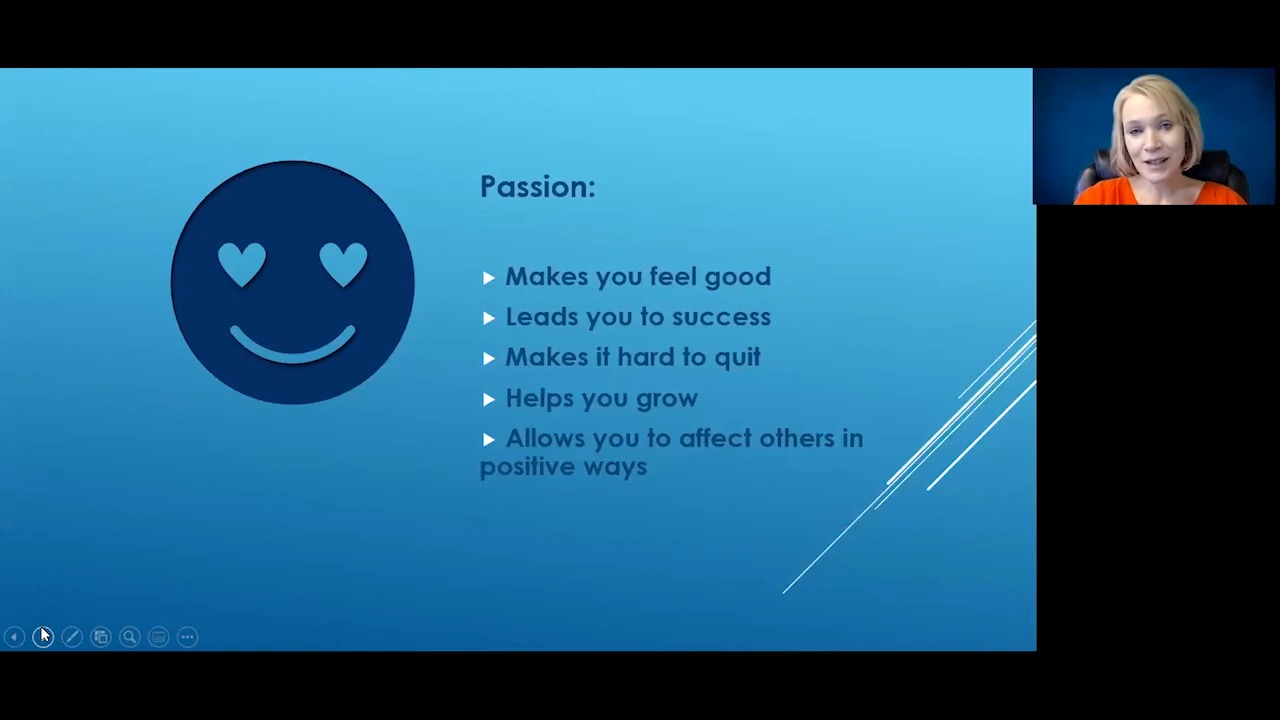 Passion:
Makes you feel good
Leads you to success
Makes it hard to quit
Helps you grow
Allows you to affect others in
positive ways